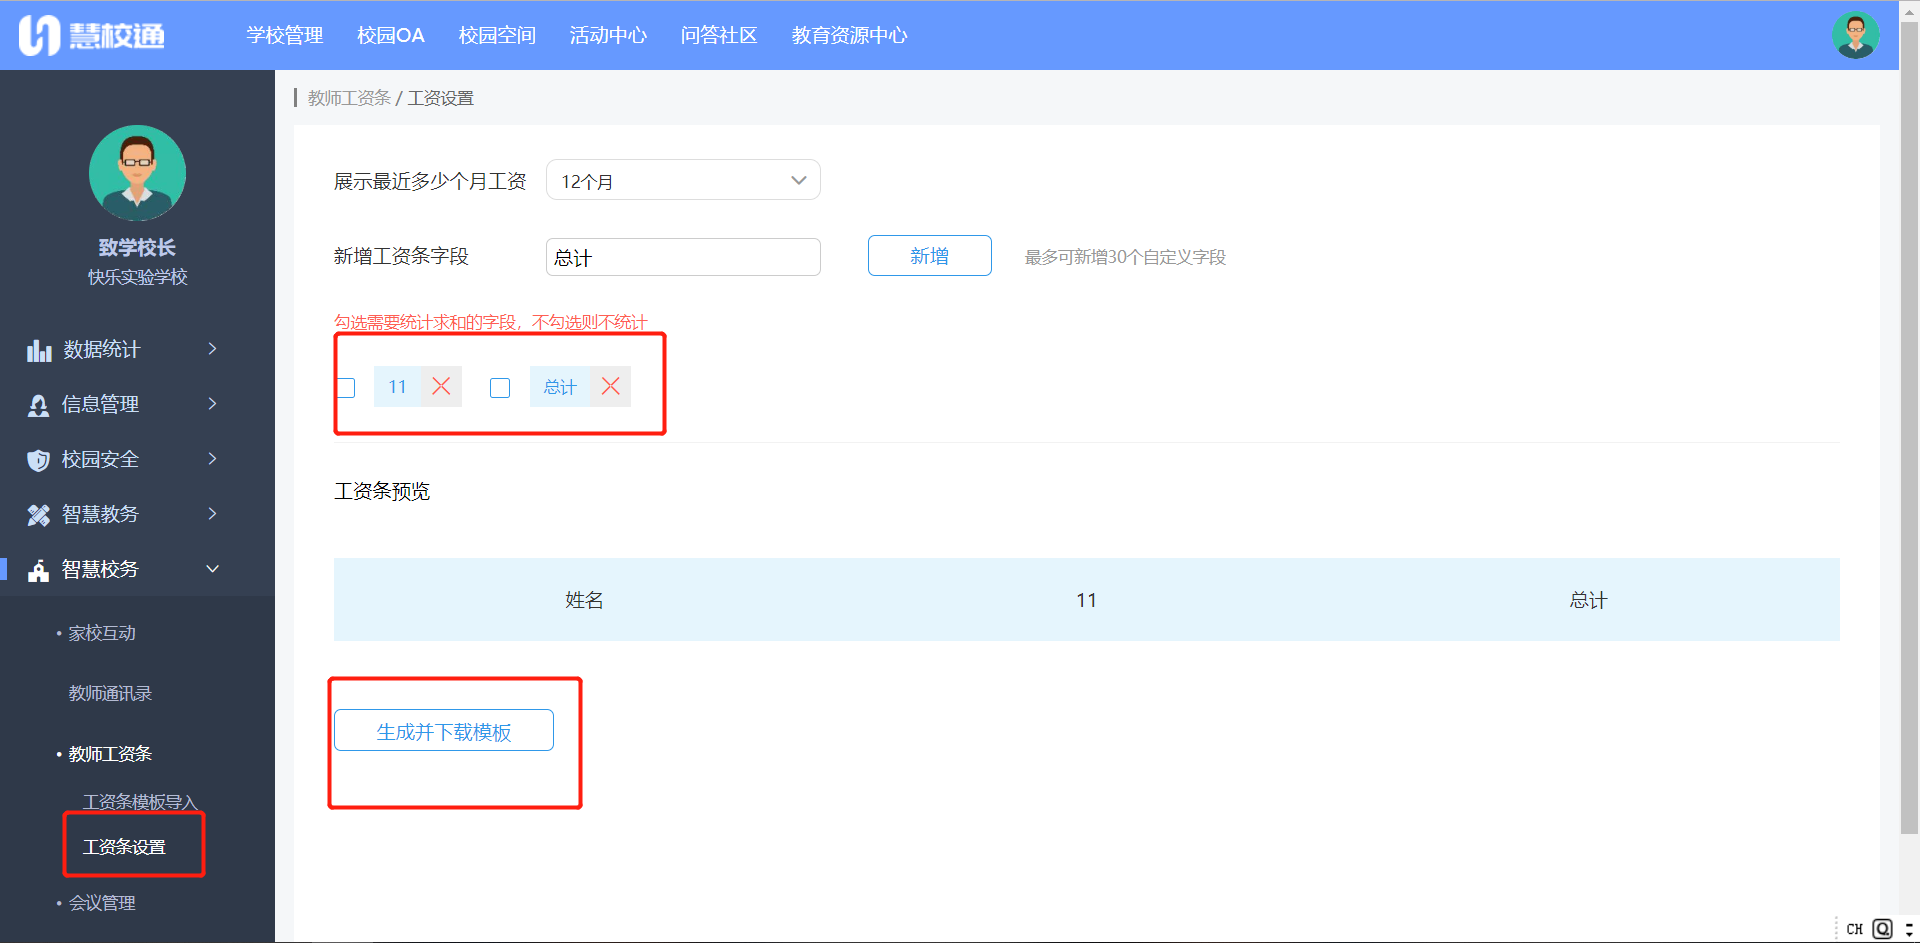 慧校通
学校管理 校园OA 校园空间 活动中心 问答社区 教育资源中心
致学校长
快乐实验学校
数据统计
信息管理
校园安全
智慧教务
智慧校务
• 家校互动
教师通讯录
• 教师工资条
工资条模板导入
工资条设置
• 会议管理
教师工资条 / 工资设置
展示最近多少个月工资 12个月
新增工资条字段 总计 新增 最多可新增30个自定义字段
勾选需要统计求和的字段，不勾选则不统计
11 总计
工资条预览
姓名 11 总计
生成并下载模板
CH